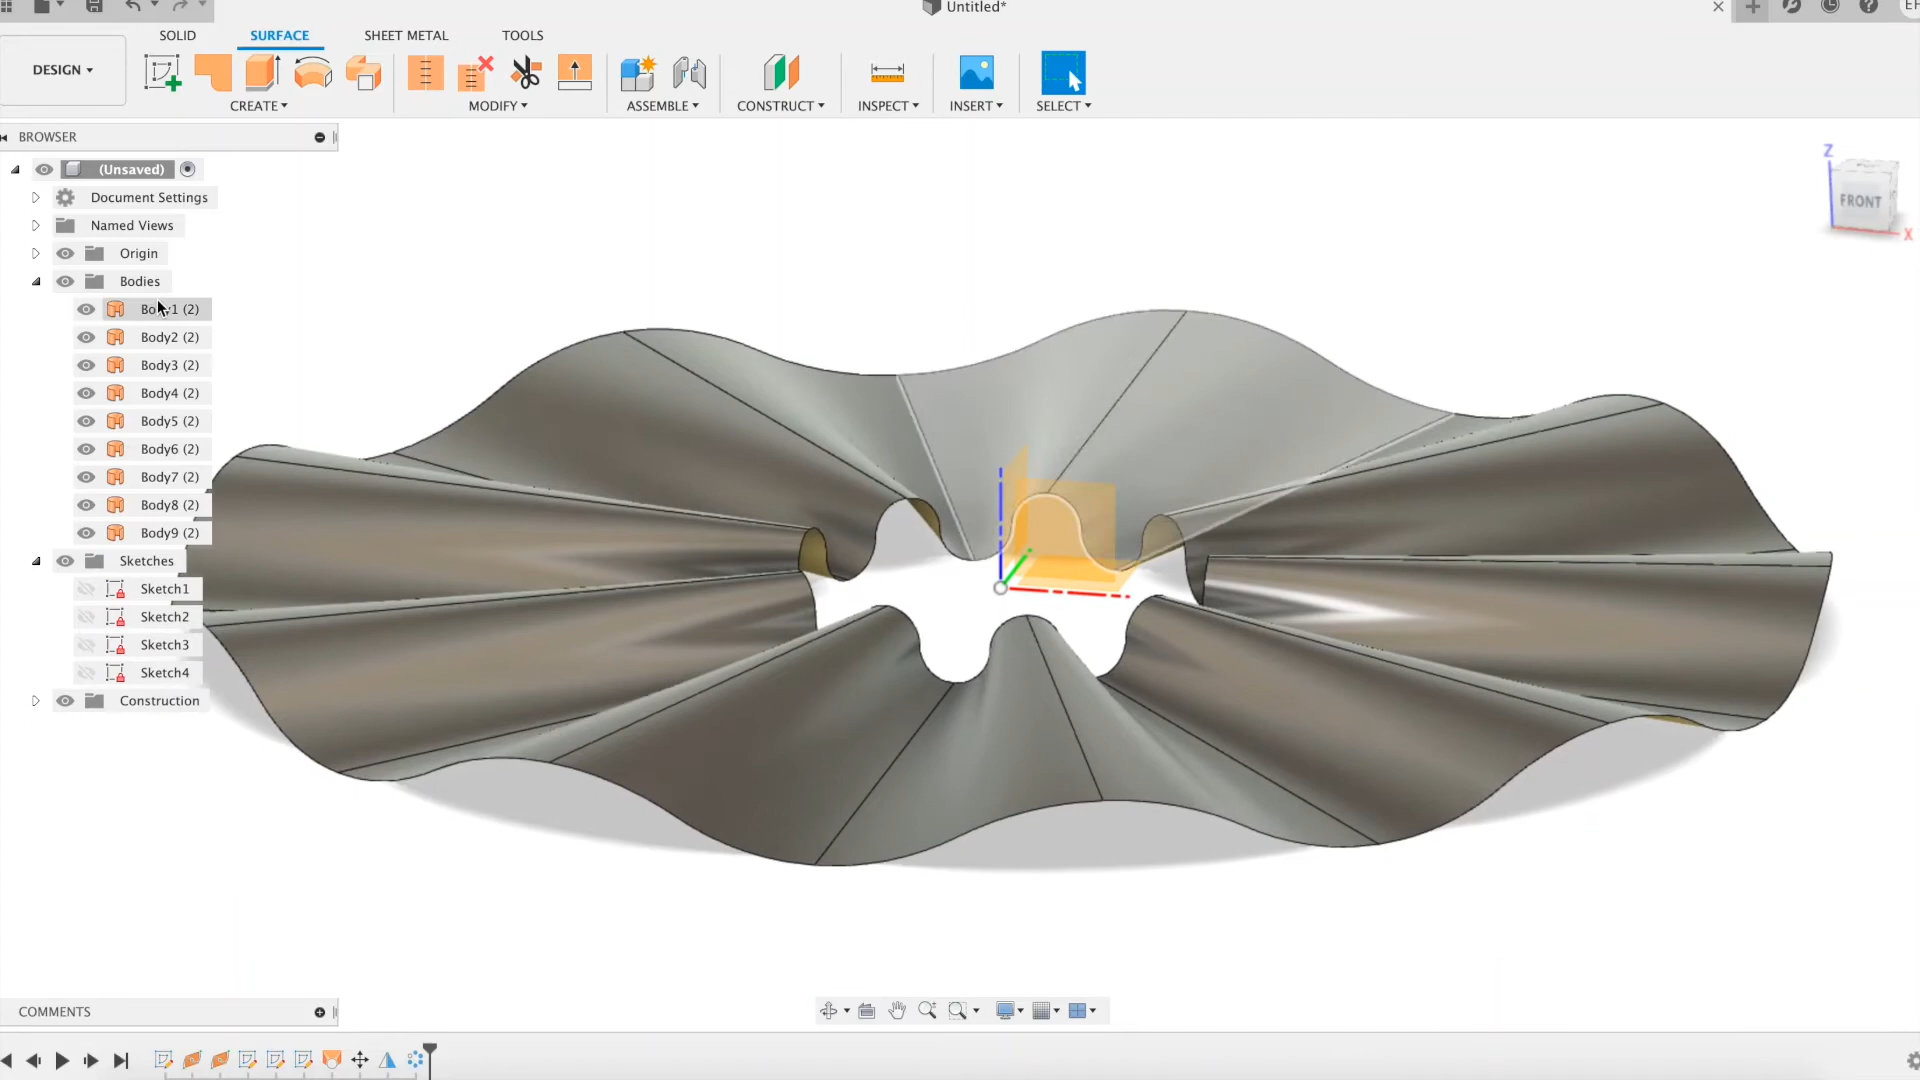 Untitled*
SOLID SURFACE SHEET METAL TOOLS
DESIGN
CREATE MODIFY ASSEMBLE CONSTRUCT INSPECT INSERT SELECT
BROWSER
(Unsaved)
Document Settings
Named Views
Origin
Bodies
Body1 (2)
Body2 (2)
Body3 (2)
Body4 (2)
Body5 (2)
Body6 (2)
Body7 (2)
Body8 (2)
Body9 (2)
Sketches
Sketch1
Sketch2
Sketch3
Sketch4
Construction
Z
FRONT
X
COMMENTS